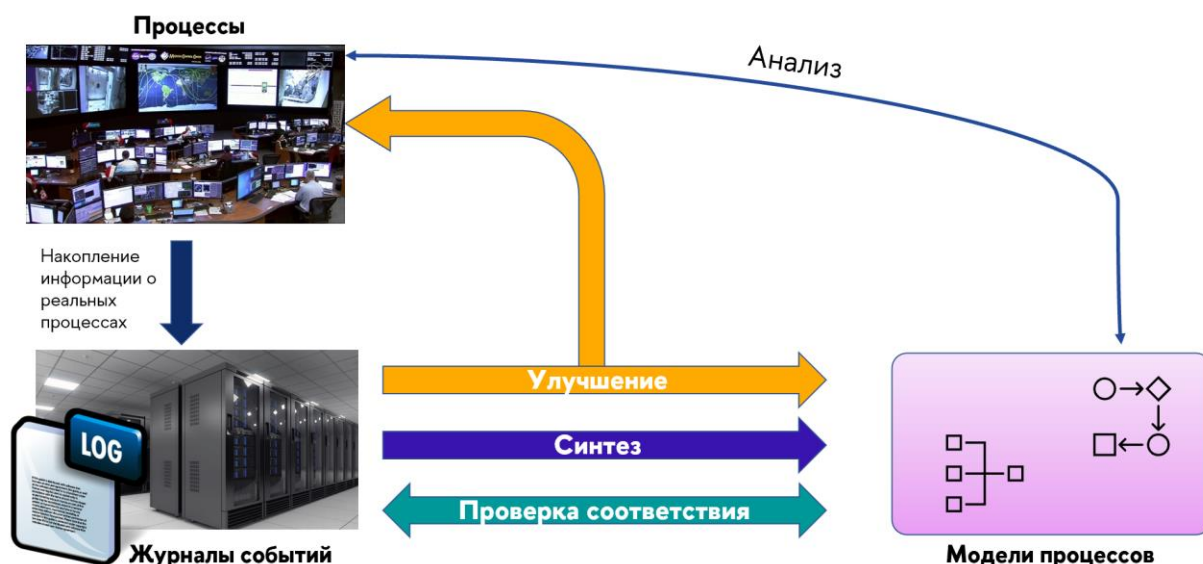 Процессы
Анализ
Накопление
информации о
реальных
процессах
Улучшение
LOG
Синтез
Проверка соответствия
Журналы событий
Модели процессов